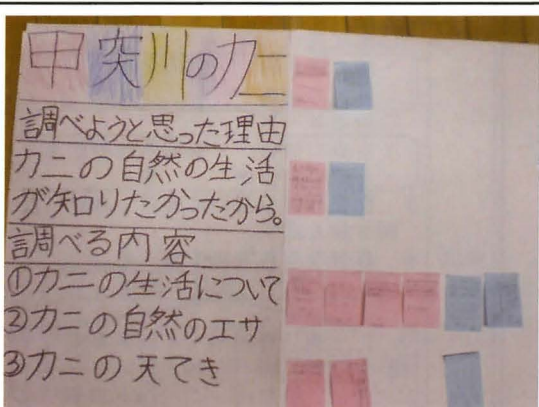 甲突川のカニ
調べようと思った理由
カニの自然の生活
が知りたかったから。
調べる内容
①カニの生活について
②カニの自然のエサ
③カニの天てき